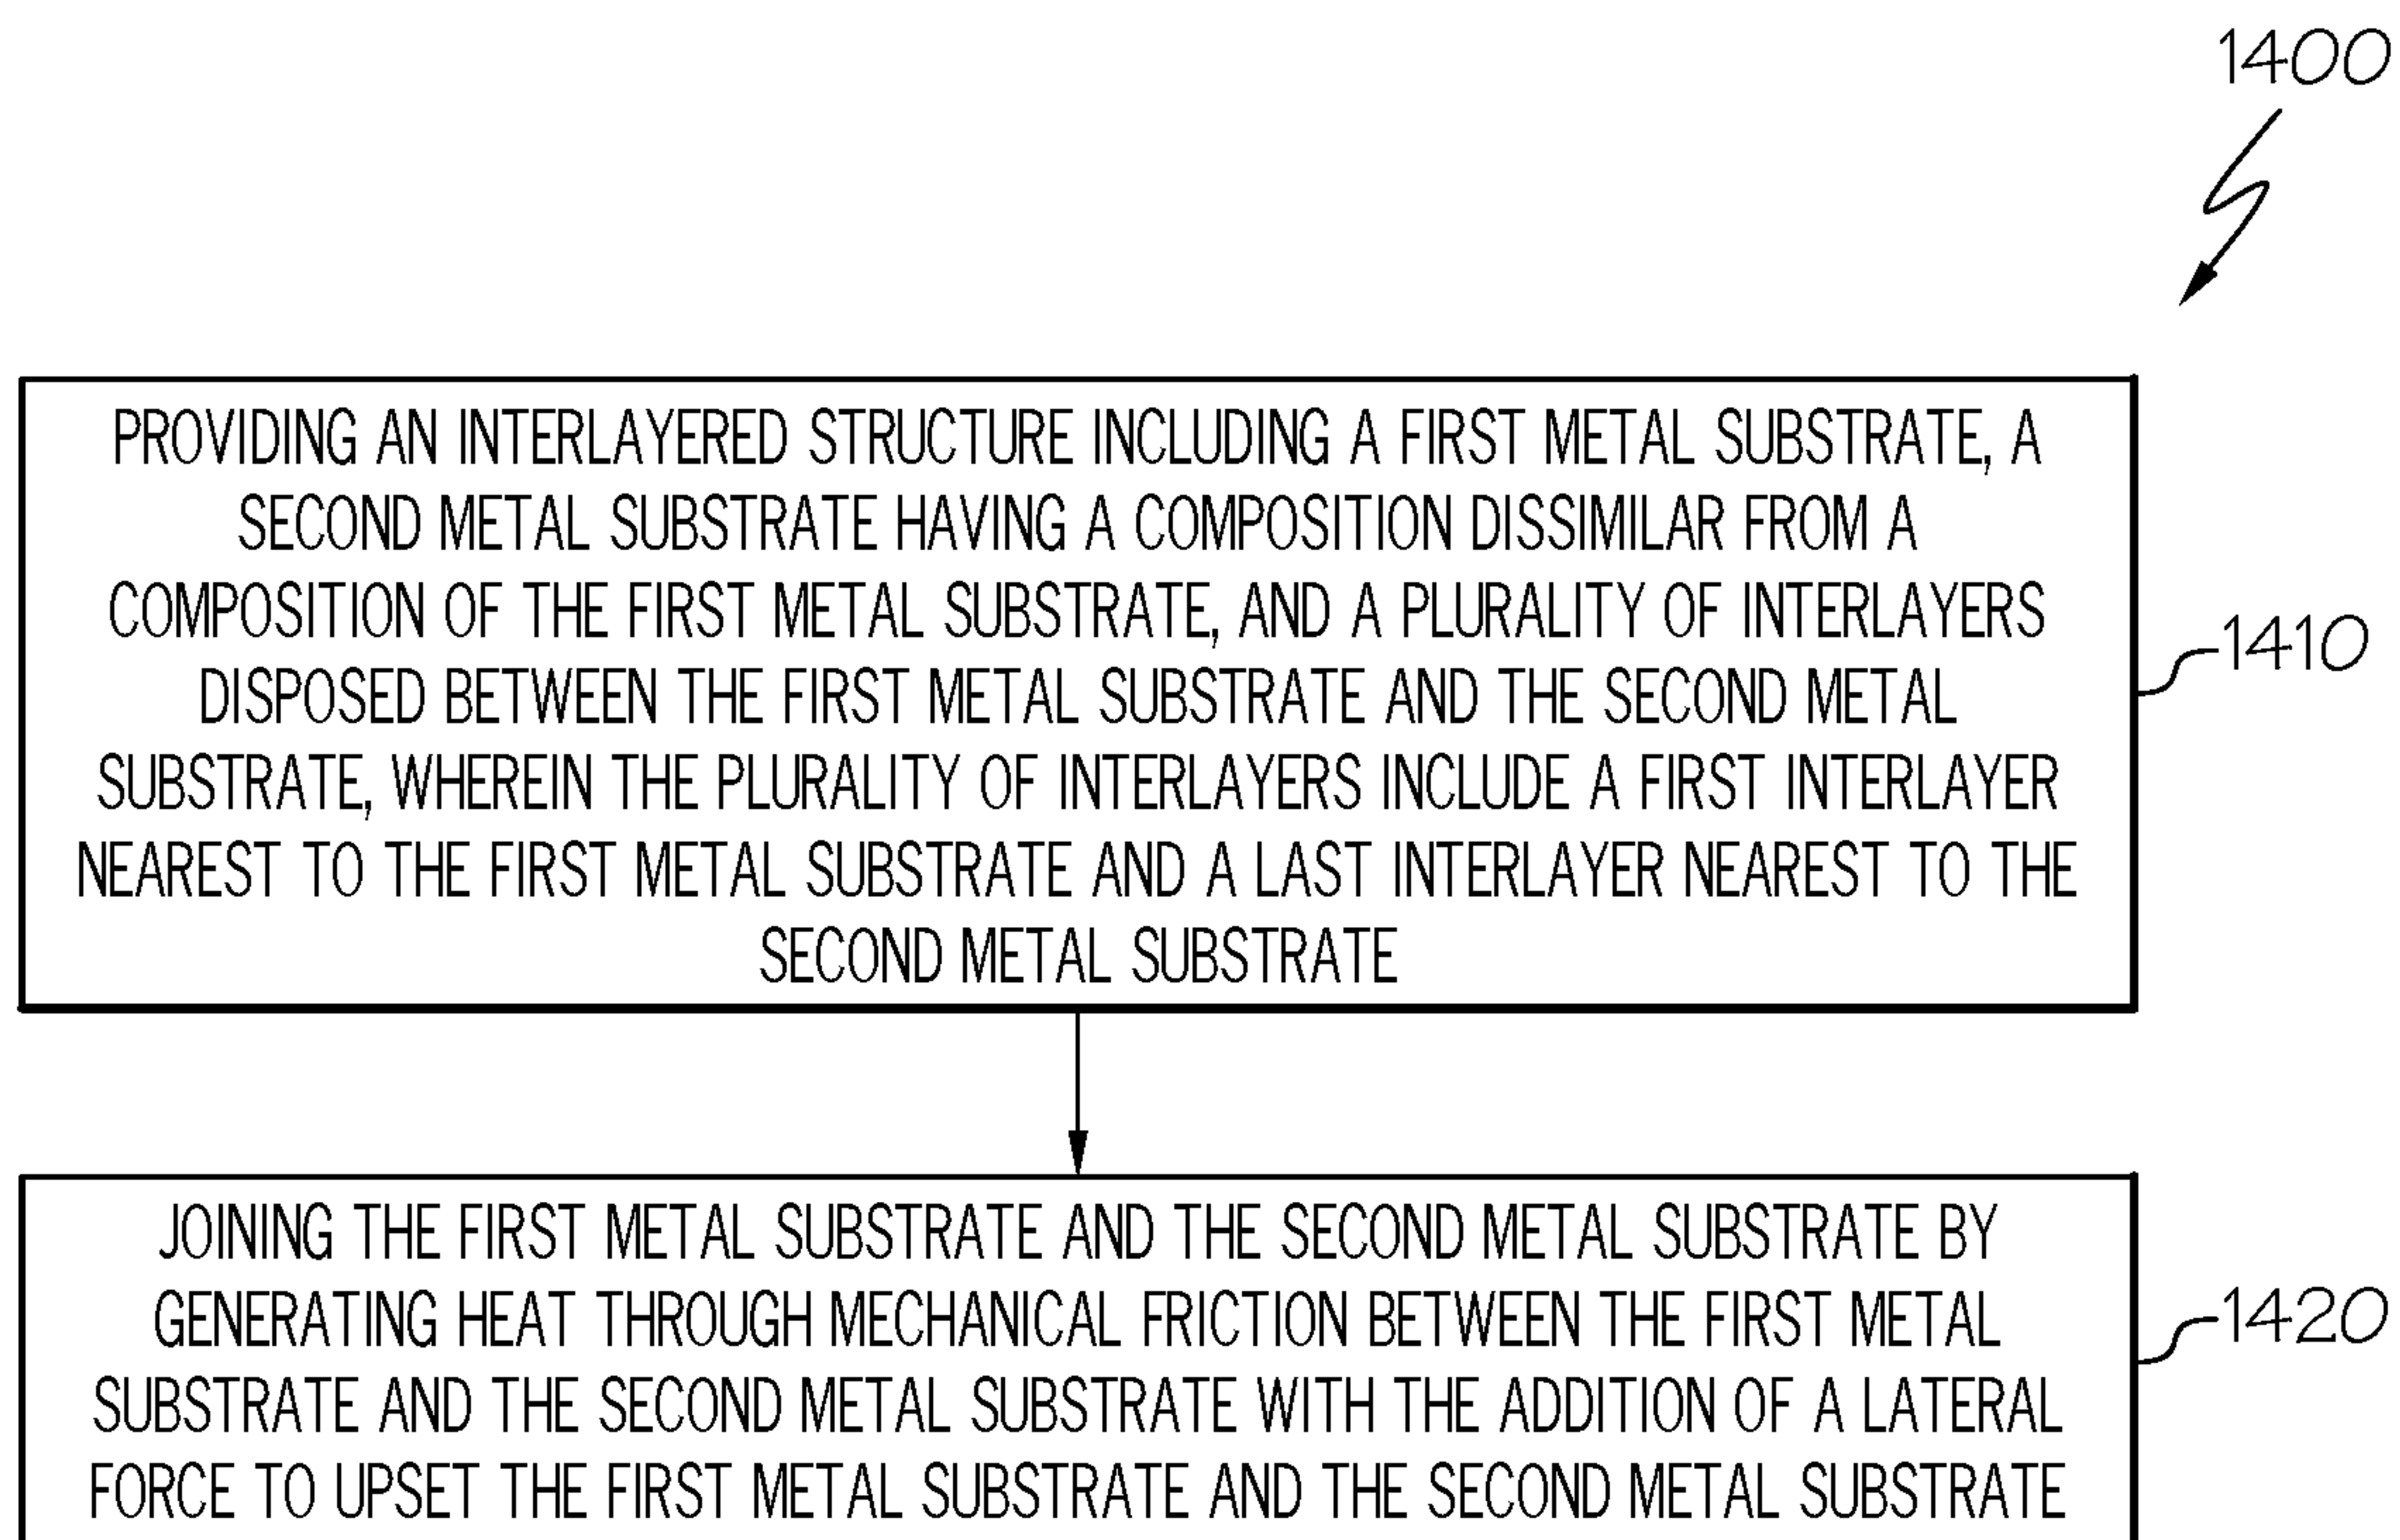 1400
PROVIDING AN INTERLAYERED STRUCTURE INCLUDING A FIRST METAL SUBSTRATE, A
SECOND METAL SUBSTRATE HAVING A COMPOSITION DISSIMILAR FROM A
COMPOSITION OF THE FIRST METAL SUBSTRATE, AND A PLURALITY OF INTERLAYERS
DISPOSED BETWEEN THE FIRST METAL SUBSTRATE AND THE SECOND METAL
SUBSTRATE, WHEREIN THE PLURALITY OF INTERLAYERS INCLUDE A FIRST INTERLAYER
NEAREST TO THE FIRST METAL SUBSTRATE AND A LAST INTERLAYER NEAREST TO THE
SECOND METAL SUBSTRATE
1410
JOINING THE FIRST METAL SUBSTRATE AND THE SECOND METAL SUBSTRATE BY
GENERATING HEAT THROUGH MECHANICAL FRICTION BETWEEN THE FIRST METAL
SUBSTRATE AND THE SECOND METAL SUBSTRATE WITH THE ADDITION OF A LATERAL
FORCE TO UPSET THE FIRST METAL SUBSTRATE AND THE SECOND METAL SUBSTRATE
1420